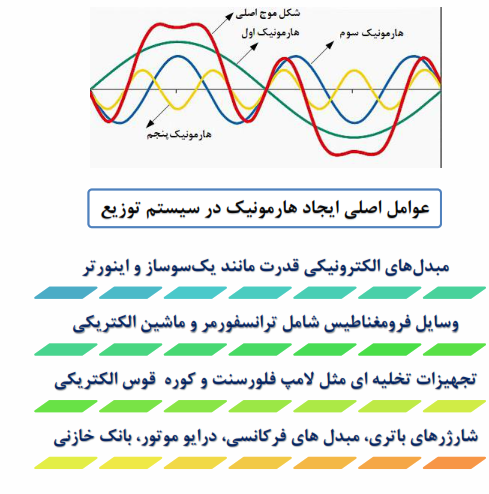 شکل موج اصلی
هارمونیک اول
هارمونیک سوم
هارمونیک پنجم
عوامل اصلی ایجاد هارمونیک در سیستم توزیع
مبدل‌های الکترونیکی قدرت مانند یک‌سوساز و اینورتر
وسایل فرومغناطیس شامل ترانسفورمر و ماشین الکتریکی
تجهیزات تخلیه ای مثل لامپ فلورسنت و کوره قوس الکتریکی
شارژرهای باتری، مبدل های فرکانسی، درایو موتور، بانک خازنی